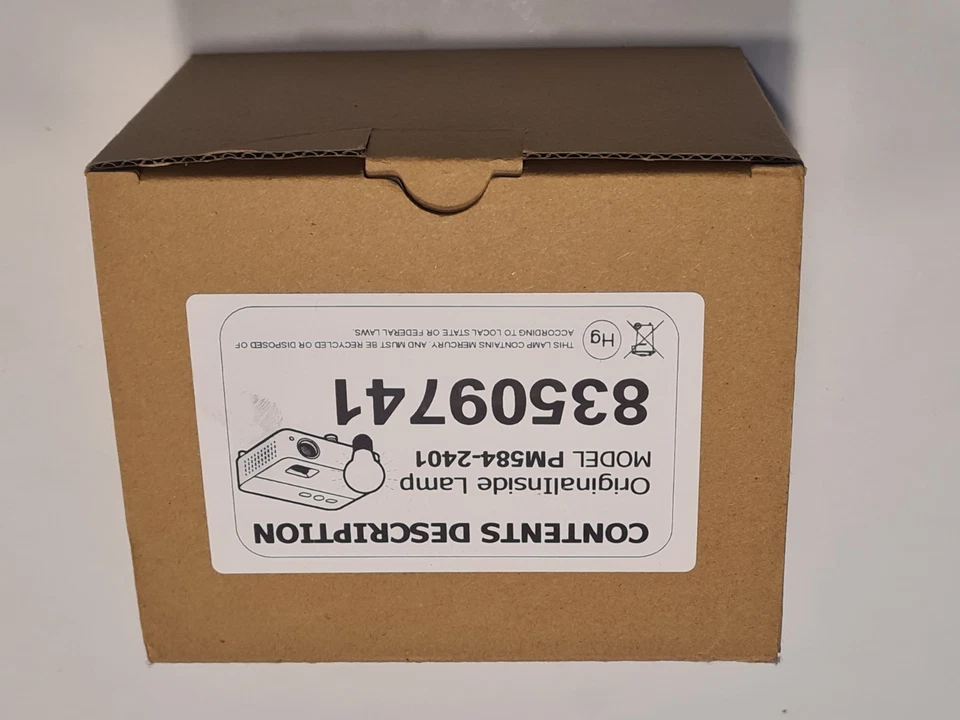 CONTENTS DESCRIPTION
OriginalInside Lamp
MODEL PM584-2401
83509741
Hg
THIS LAMP CONTAINS MERCURY. AND MUST BE RECYCLED OR DISPOSED OF
ACCORDING TO LOCAL STATE OR FEDERAL LAWS.